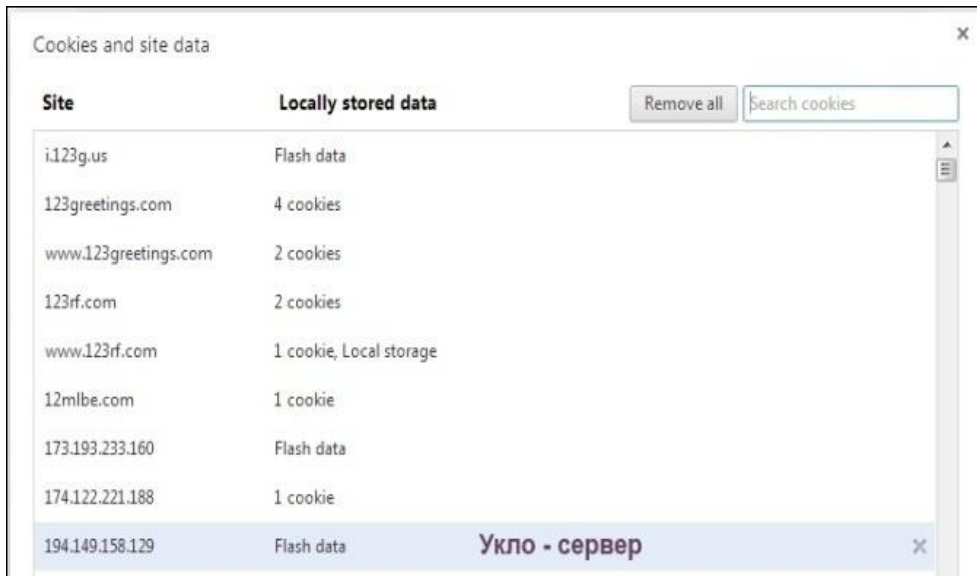 Cookies and site data
Site Locally stored data Remove all Search cookies
i.123g.us Flash data
123greetings.com 4 cookies
www.123greetings.com 2 cookies
123rf.com 2 cookies
www.123rf.com 1 cookie, Local storage
12mlbe.com 1 cookie
173.193.233.160 Flash data
174.122.221.188 1 cookie
194.149.158.129 Flash data Укло - сервер